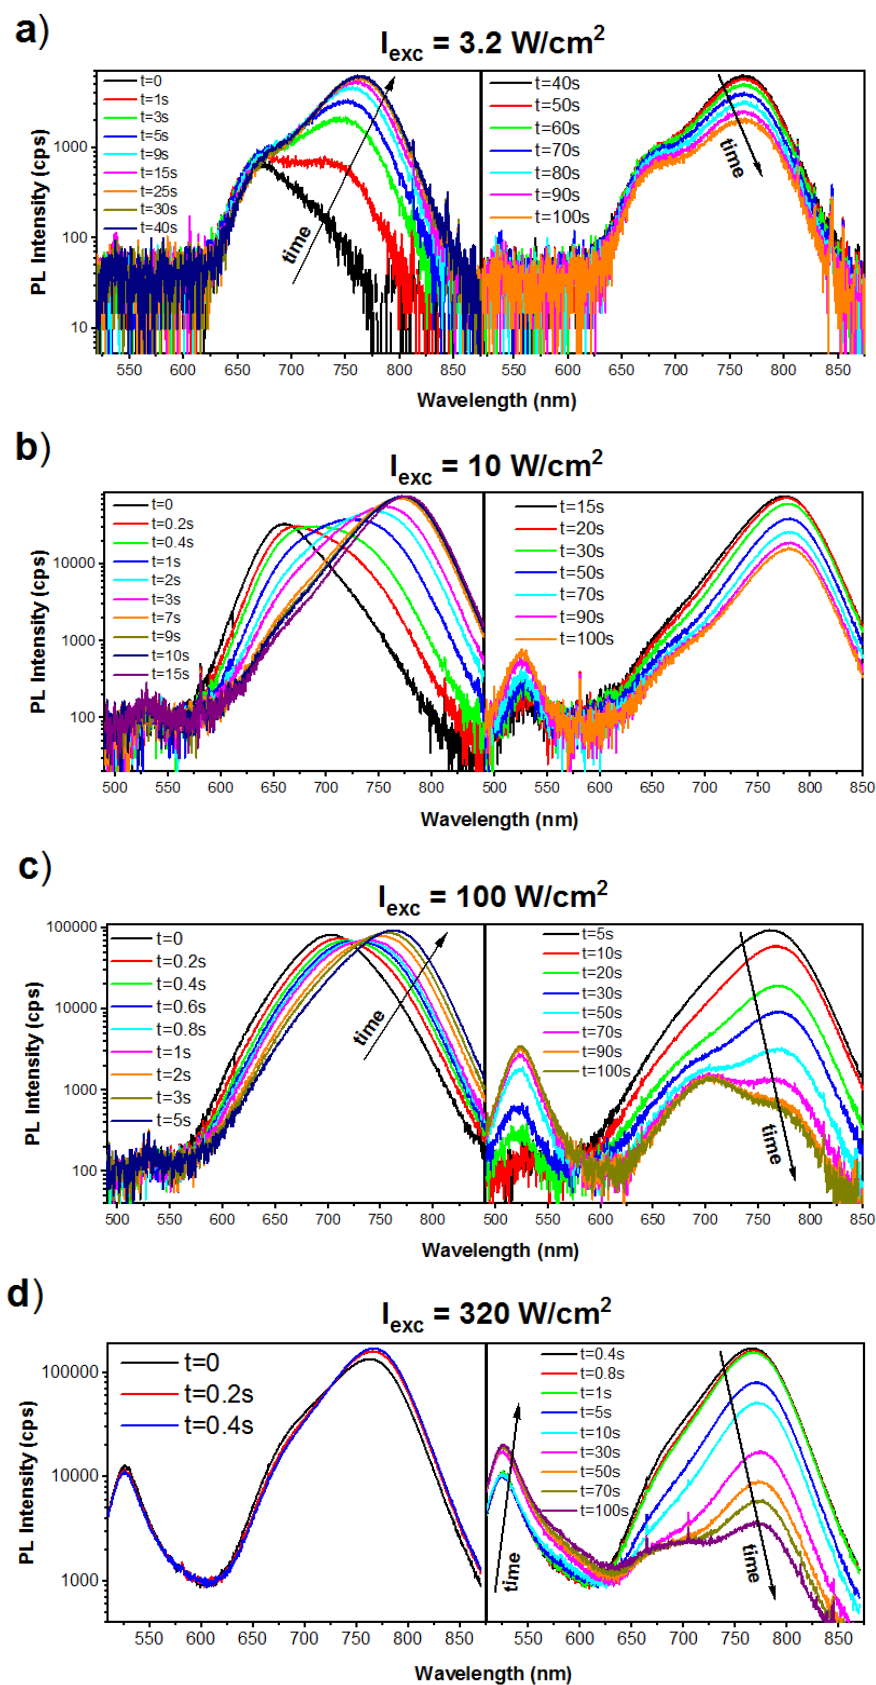 a)
Iexc = 3.2 W/cm2
t=0
t=1s
t=3s
t=5s
t=9s
t=15s
t=25s
t=30s
t=40s
time
t=40s
t=50s
t=60s
t=70s
t=80s
t=90s
t=100s
time
1000
100
10
PL Intensity (cps)
550 600 650 700 750 800 850 550 600 650 700 750 800 850
Wavelength (nm)
b)
Iexc = 10 W/cm2
t=0
t=0.2s
t=0.4s
t=1s
t=2s
t=3s
t=7s
t=9s
t=10s
t=15s
t=15s
t=20s
t=30s
t=50s
t=70s
t=90s
t=100s
10000
1000
100
PL Intensity (cps)
500 550 600 650 700 750 800 500 550 600 650 700 750 800 850
Wavelength (nm)
c)
Iexc = 100 W/cm2
t=0
t=0.2s
t=0.4s
t=0.6s
t=0.8s
t=1s
t=2s
t=3s
t=5s
time
t=5s
t=10s
t=20s
t=30s
t=50s
t=70s
t=90s
t=100s
time
100000
10000
1000
100
PL Intensity (cps)
500 550 600 650 700 750 800 500 550 600 650 700 750 800 850
Wavelength (nm)
d)
Iexc = 320 W/cm2
t=0
t=0.2s
t=0.4s
t=0.4s
t=0.8s
t=1s
t=5s
t=10s
t=30s
t=50s
t=70s
t=100s
time
time
100000
10000
1000
PL Intensity (cps)
550 600 650 700 750 800 850 550 600 650 700 750 800 850
Wavelength (nm)